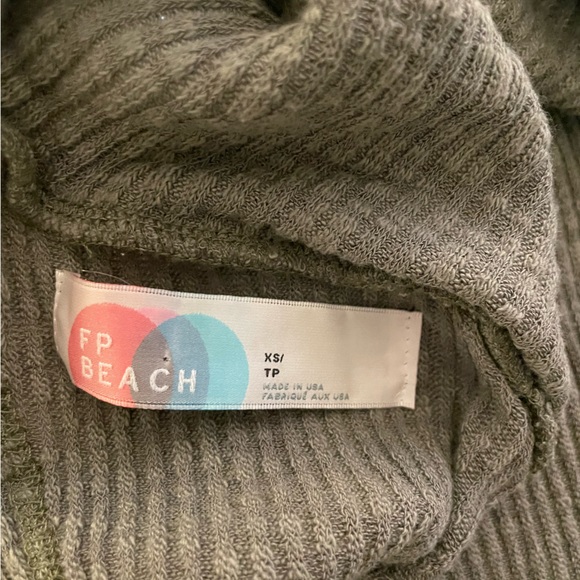 FP
BEACH
XS/
TP
MADE IN USA
FABRIQUÉ AUX USA